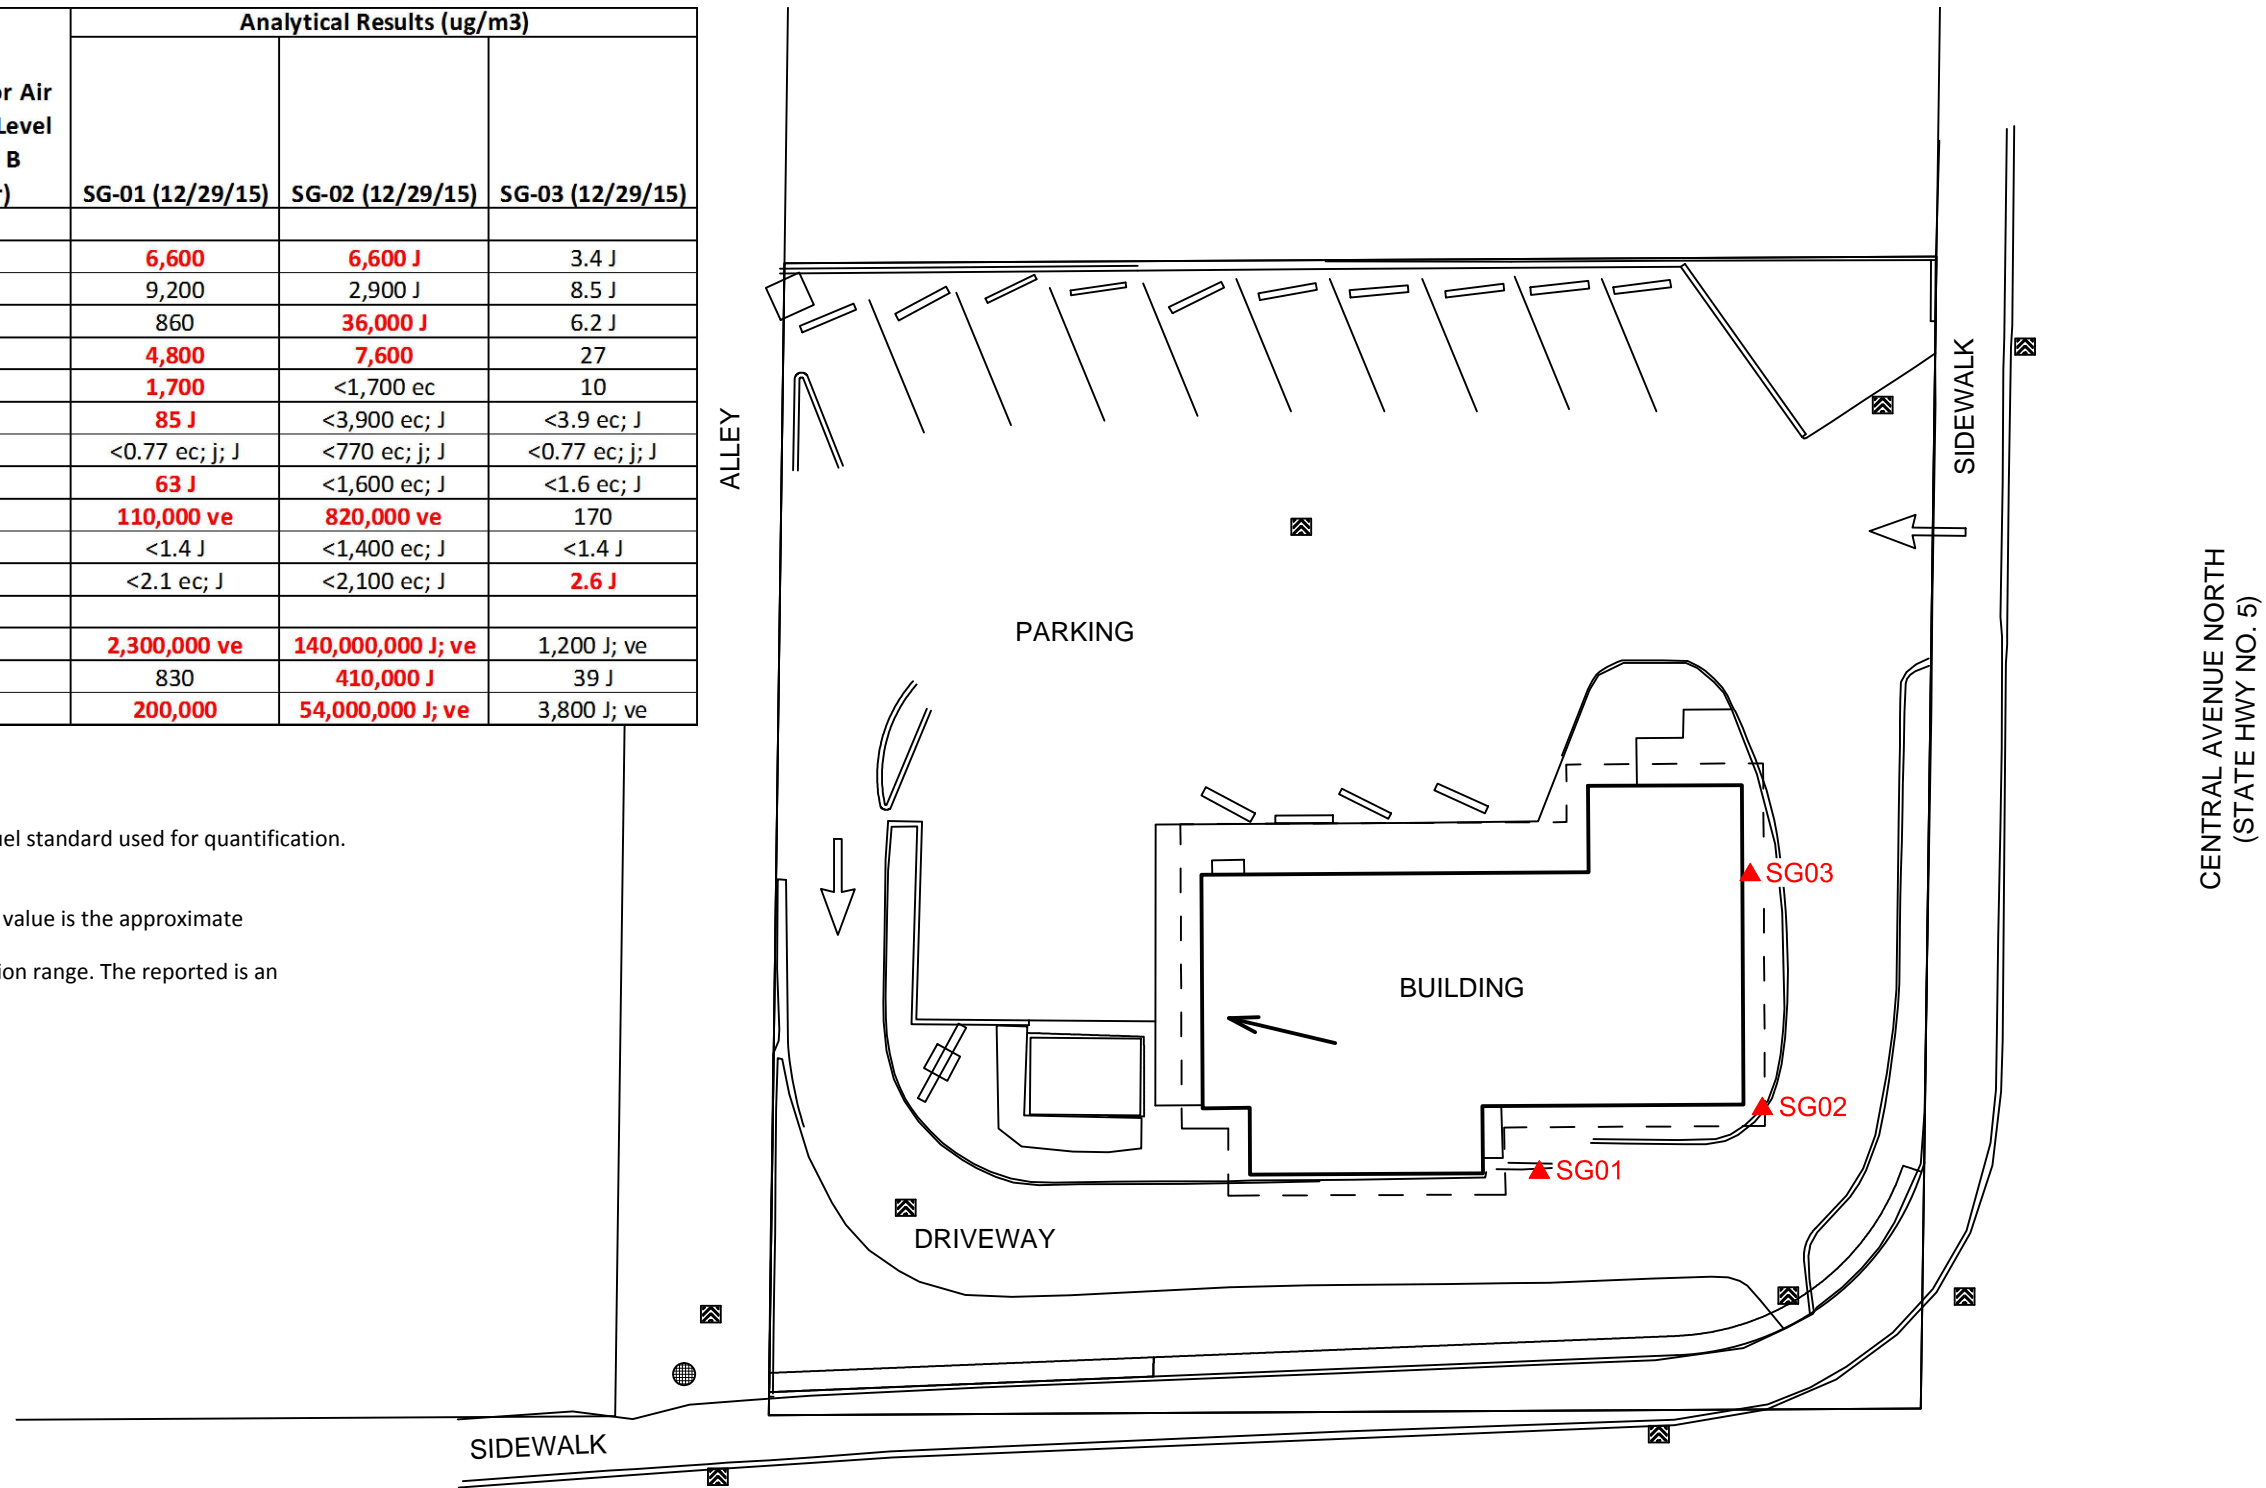 Analytical Results (ug/m3)
or Air
Level
B
r)
SG-01 (12/29/15) SG-02 (12/29/15) SG-03 (12/29/15)
6,600 6,600 J 3.4 J
9,200 2,900 J 8.5 J
860 36,000 J 6.2 J
4,800 7,600 27
1,700 <1,700 ec 10
85 J <3,900 ec; J <3.9 ec; J
<0.77 ec; j; J <770 ec; j; J <0.77 ec; j; J
63 J <1,600 ec; J <1.6 ec; J
110,000 ve 820,000 ve 170
<1.4 J <1,400 ec; J <1.4 J
<2.1 ec; J <2,100 ec; J 2.6 J
2,300,000 ve 140,000,000 J; ve 1,200 J; ve
830 410,000 J 39 J
200,000 54,000,000 J; ve 3,800 J; ve
uel standard used for quantification.
value is the approximate
ion range. The reported is an
ALLEY
SIDEWALK
CENTRAL AVENUE NORTH
(STATE HWY NO. 5)
PARKING
SG03
BUILDING
SG02
SG01
DRIVEWAY
SIDEWALK